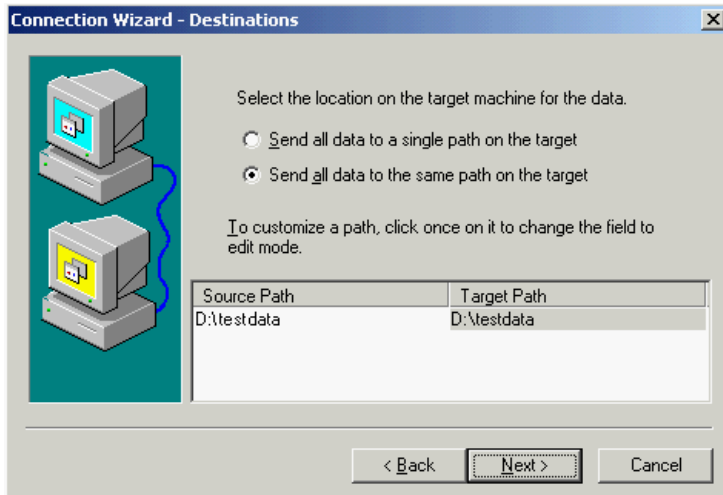 Connection Wizard - Destinations
Select the location on the target machine for the data.
Send all data to a single path on the target
Send all data to the same path on the target
To customize a path, click once on it to change the field to
edit mode.
Source Path Target Path
D:\testdata D:\testdata
< Back Next > Cancel